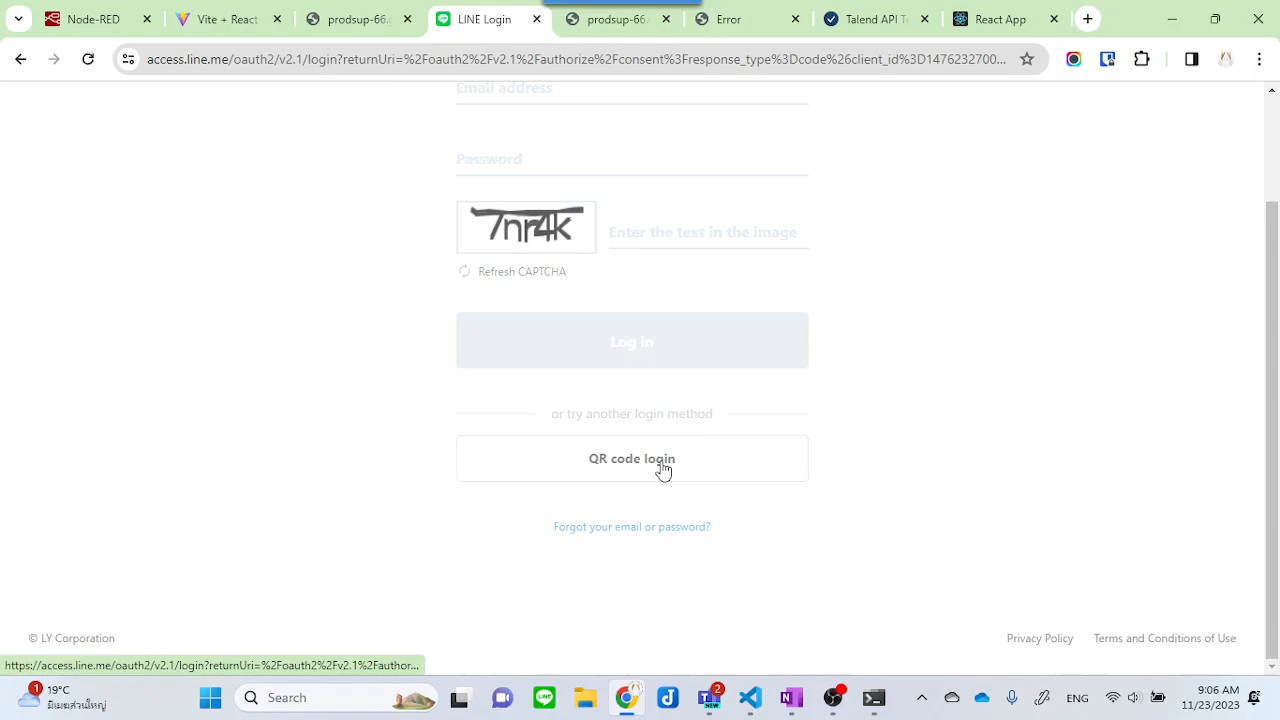 Node-RED
Vite + React
prodsup-66
LINE Login
Error
Talend
React App
access.line.me/oauth2/v2.1/login?returnUri=%2Foauth2%2Fv2.1%2Fauthorize%2Fconsent%3Fresponse_type%3Dcode%26client_id%3D1476232700...
Email address
Password
7nr4k
Enter the text in the image
Refresh CAPTCHA
Log in
or try another login method
QR code login
Forgot your email or password?
© LY Corporation
Privacy Policy
Terms and Conditions of Use
https://access.line.me/oauth2/v2.1/login?returnUri=%2Foauth2%2Fv2.1%2Fauthor...
1
19°C
Search
NEW
2
ENG
9:36 AM
11/23/2023